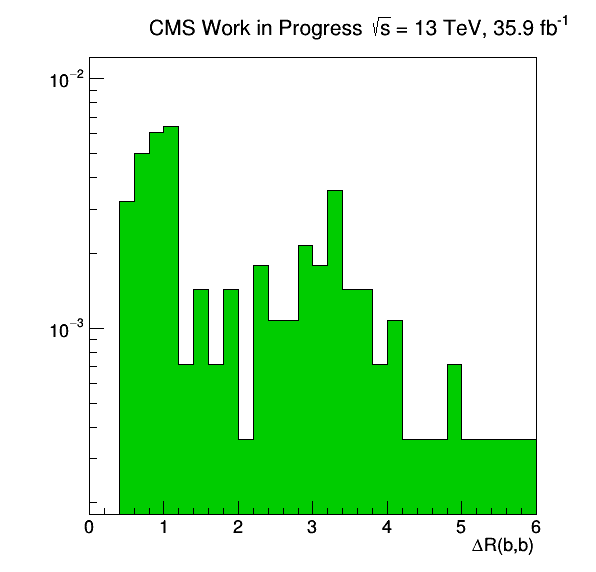 CMS Work in Progress √s = 13 TeV, 35.9 fb⁻¹
10⁻²
10⁻³
0 1 2 3 4 5 6
ΔR(b,b)